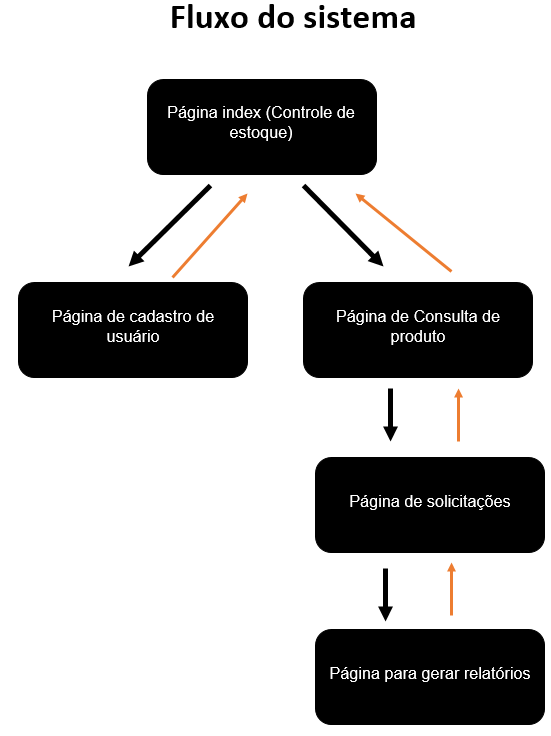 Fluxo do sistema
Página index (Controle de
estoque)
Página de cadastro de
usuário
Página de Consulta de
produto
Página de solicitações
Página para gerar relatórios